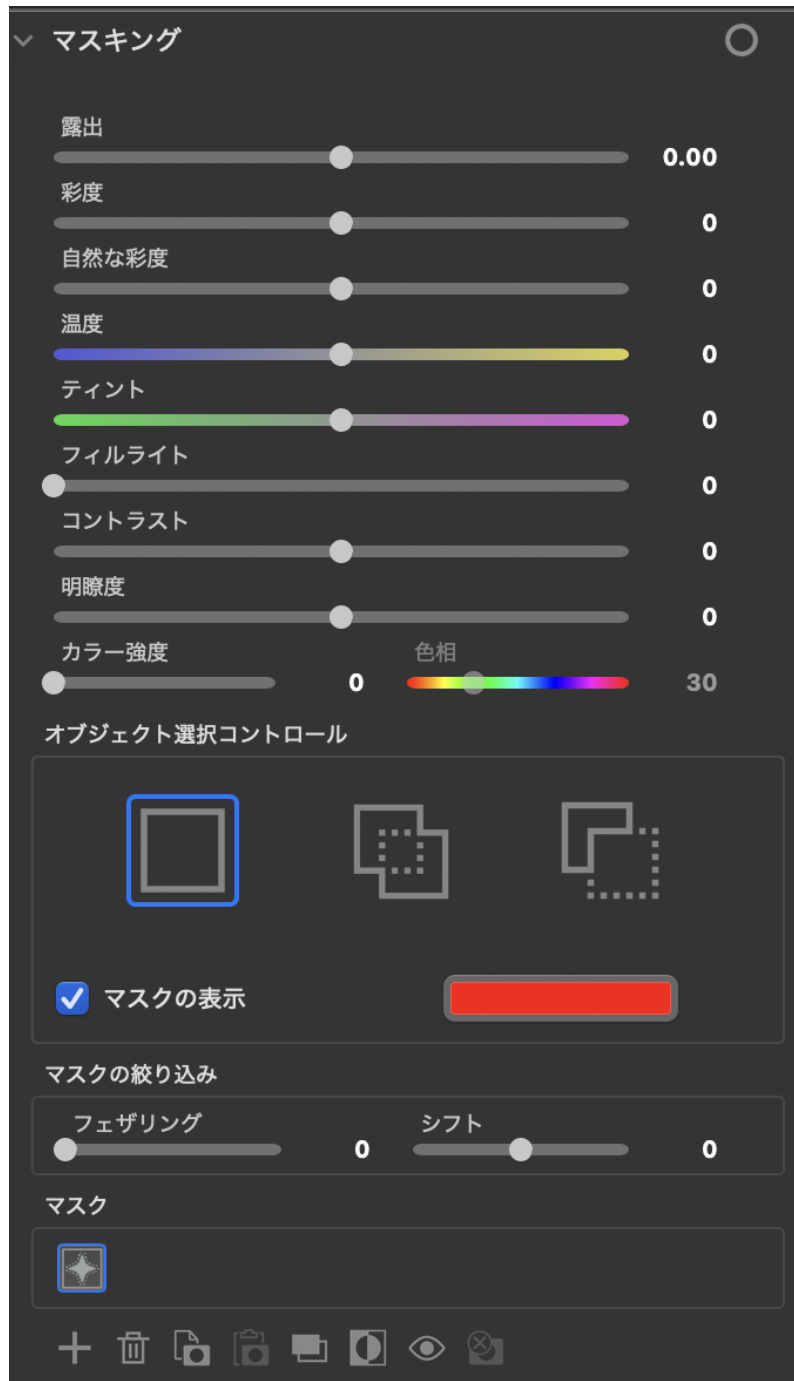 マスキング
露出
0.00
彩度
0
自然な彩度
0
温度
0
ティント
0
フィルライト
0
コントラスト
0
明瞭度
0
カラー強度 色相
0 30
オブジェクト選択コントロール
マスクの表示
マスクの絞り込み
フェザリング シフト
0 0
マスク